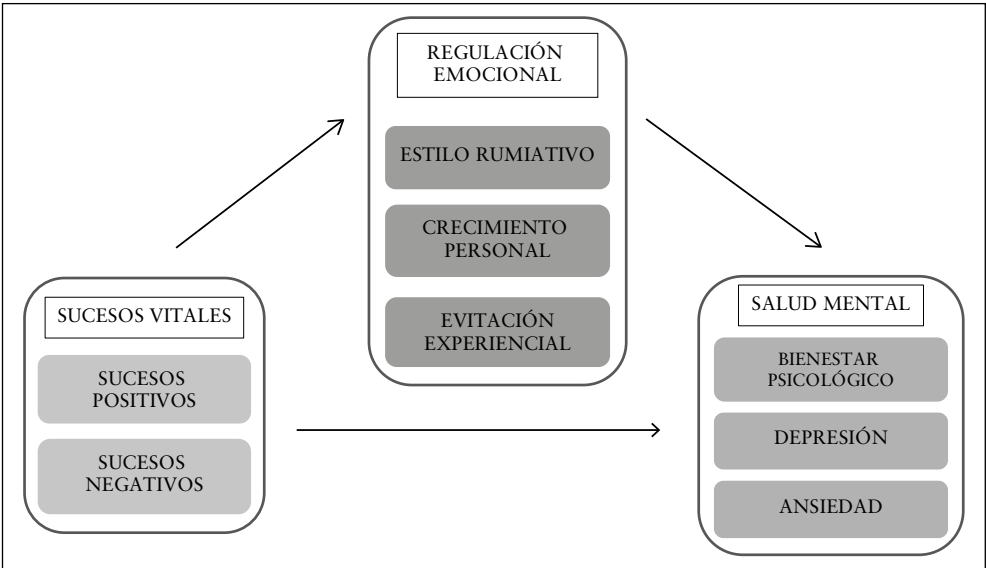 REGULACIÓN
EMOCIONAL
ESTILO RUMIATIVO
CRECIMIENTO
PERSONAL
EVITACIÓN
EXPERIENCIAL
SUCESOS VITALES
SUCESOS
POSITIVOS
SUCESOS
NEGATIVOS
SALUD MENTAL
BIENESTAR
PSICOLÓGICO
DEPRESIÓN
ANSIEDAD